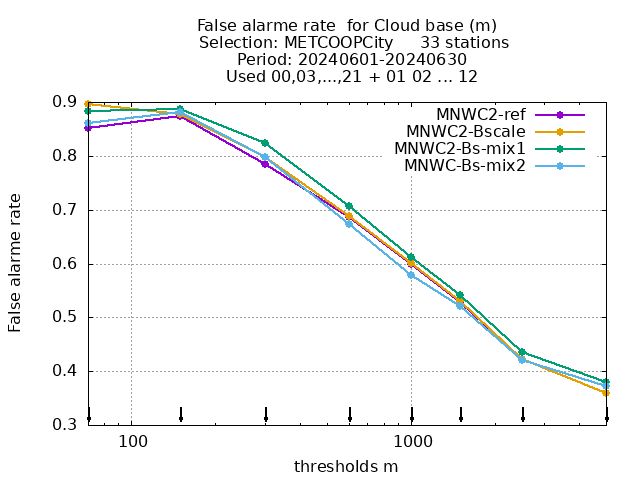 False alarme rate  for Cloud base (m)
Selection: METCOOPCity     33 stations
Period: 20240601-20240630
Used 00,03,...,21 + 01 02 ... 12
MNWC2-ref
MNWC2-Bscale
MNWC2-Bs-mix1
MNWC-Bs-mix2
False alarme rate
0.9
0.8
0.7
0.6
0.5
0.4
0.3
100
1000
thresholds m